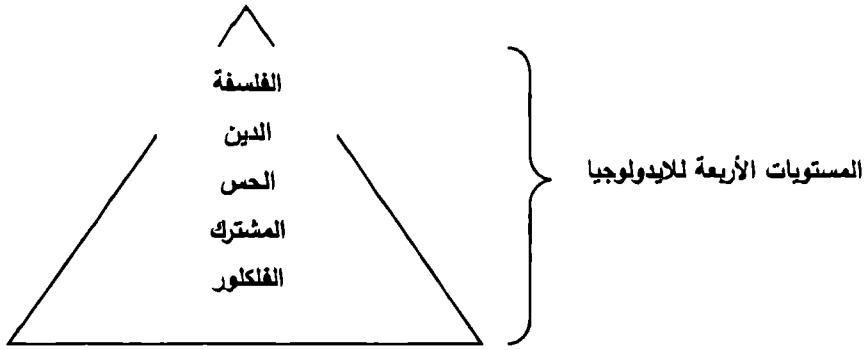 الفلسفة
الدين
الحس
المشترك
الفلكلور
المستويات الأربعة للايدولوجيا